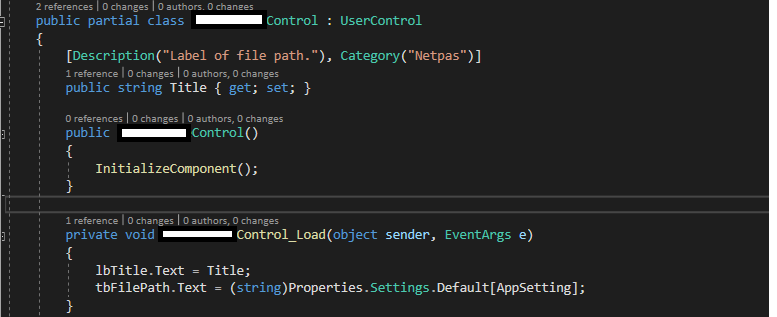 2 references | 0 changes | 0 authors, 0 changes
public partial class Control : UserControl
{
[Description("Label of file path."), Category("Netpas")]
1 reference | 0 changes | 0 authors, 0 changes
public string Title { get; set; }
0 references | 0 changes | 0 authors, 0 changes
public Control()
{
InitializeComponent();
}
1 reference | 0 changes | 0 authors, 0 changes
private void Control_Load(object sender, EventArgs e)
{
lbTitle.Text = Title;
tbFilePath.Text = (string)Properties.Settings.Default[AppSetting];
}